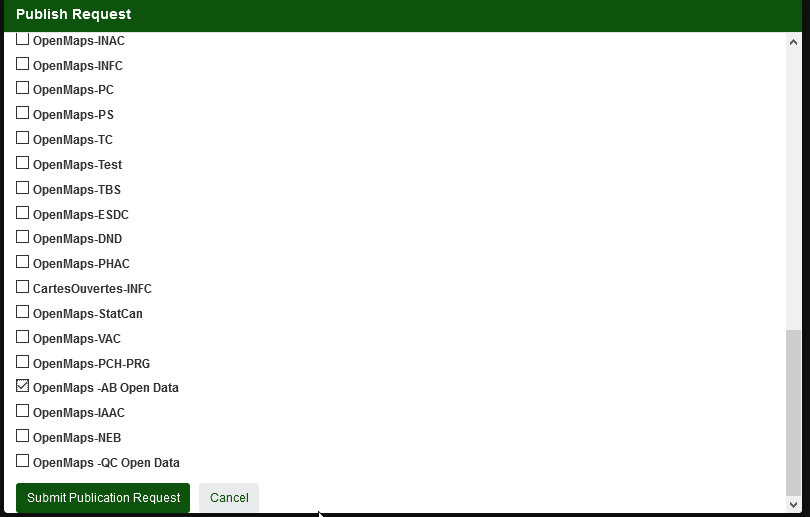 Publish Request
OpenMaps-INAC
OpenMaps-INFC
OpenMaps-PC
OpenMaps-PS
OpenMaps-TC
OpenMaps-Test
OpenMaps-TBS
OpenMaps-ESDC
OpenMaps-DND
OpenMaps-PHAC
CartesOuvertes-INFC
OpenMaps-StatCan
OpenMaps-VAC
OpenMaps-PCH-PRG
OpenMaps -AB Open Data
OpenMaps-IAAC
OpenMaps-NEB
OpenMaps -QC Open Data
Submit Publication Request Cancel